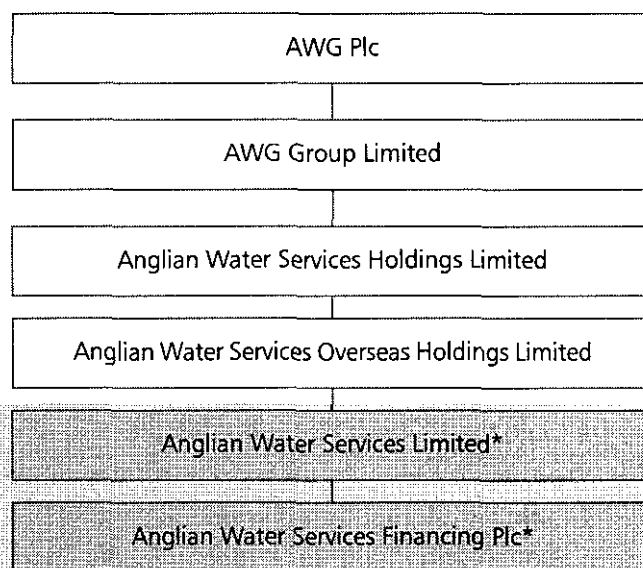 AWG Plc
AWG Group Limited
Anglian Water Services Holdings Limited
Anglian Water Services Overseas Holdings Limited
Anglian Water Services Limited*
Anglian Water Services Financing Plc*